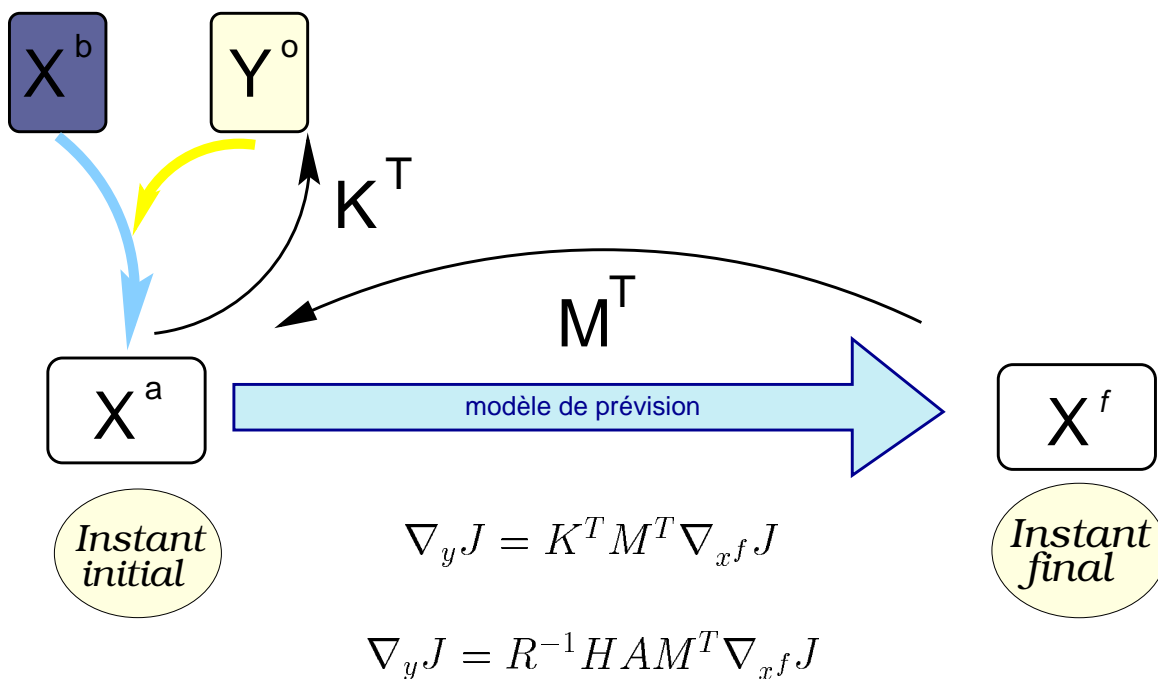 X^b
Y^o
K^T
M^T
X^a
modèle de prévision
X^f
Instant
initial
Instant
final
∇_y J = K^T M^T ∇_{x^f} J
∇_y J = R^{-1} H A M^T ∇_{x^f} J